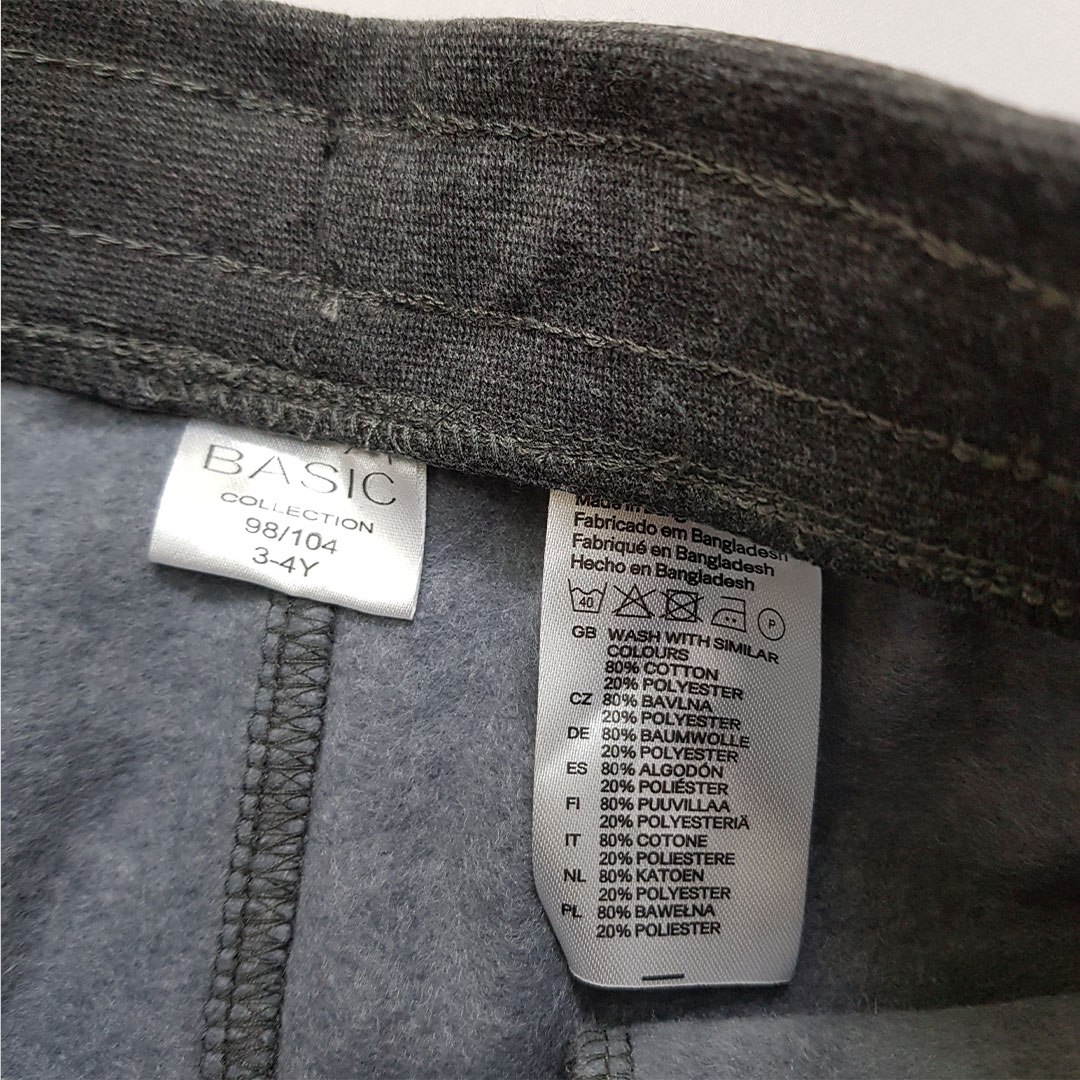 BASIC
COLLECTION
98/104
3-4Y
Made in
Fabricado em Bangladesh
Fabriqué en Bangladesh
Hecho en Bangladesh
40 P
GB WASH WITH SIMILAR
COLOURS
80% COTTON
20% POLYESTER
CZ 80% BAVLNA
20% POLYESTER
DE 80% BAUMWOLLE
20% POLYESTER
ES 80% ALGODÓN
20% POLIÉSTER
FI 80% PUUVILLAA
20% POLYESTERIÄ
IT 80% COTONE
20% POLIESTERE
NL 80% KATOEN
20% POLYESTER
PL 80% BAWEŁNA
20% POLIESTER